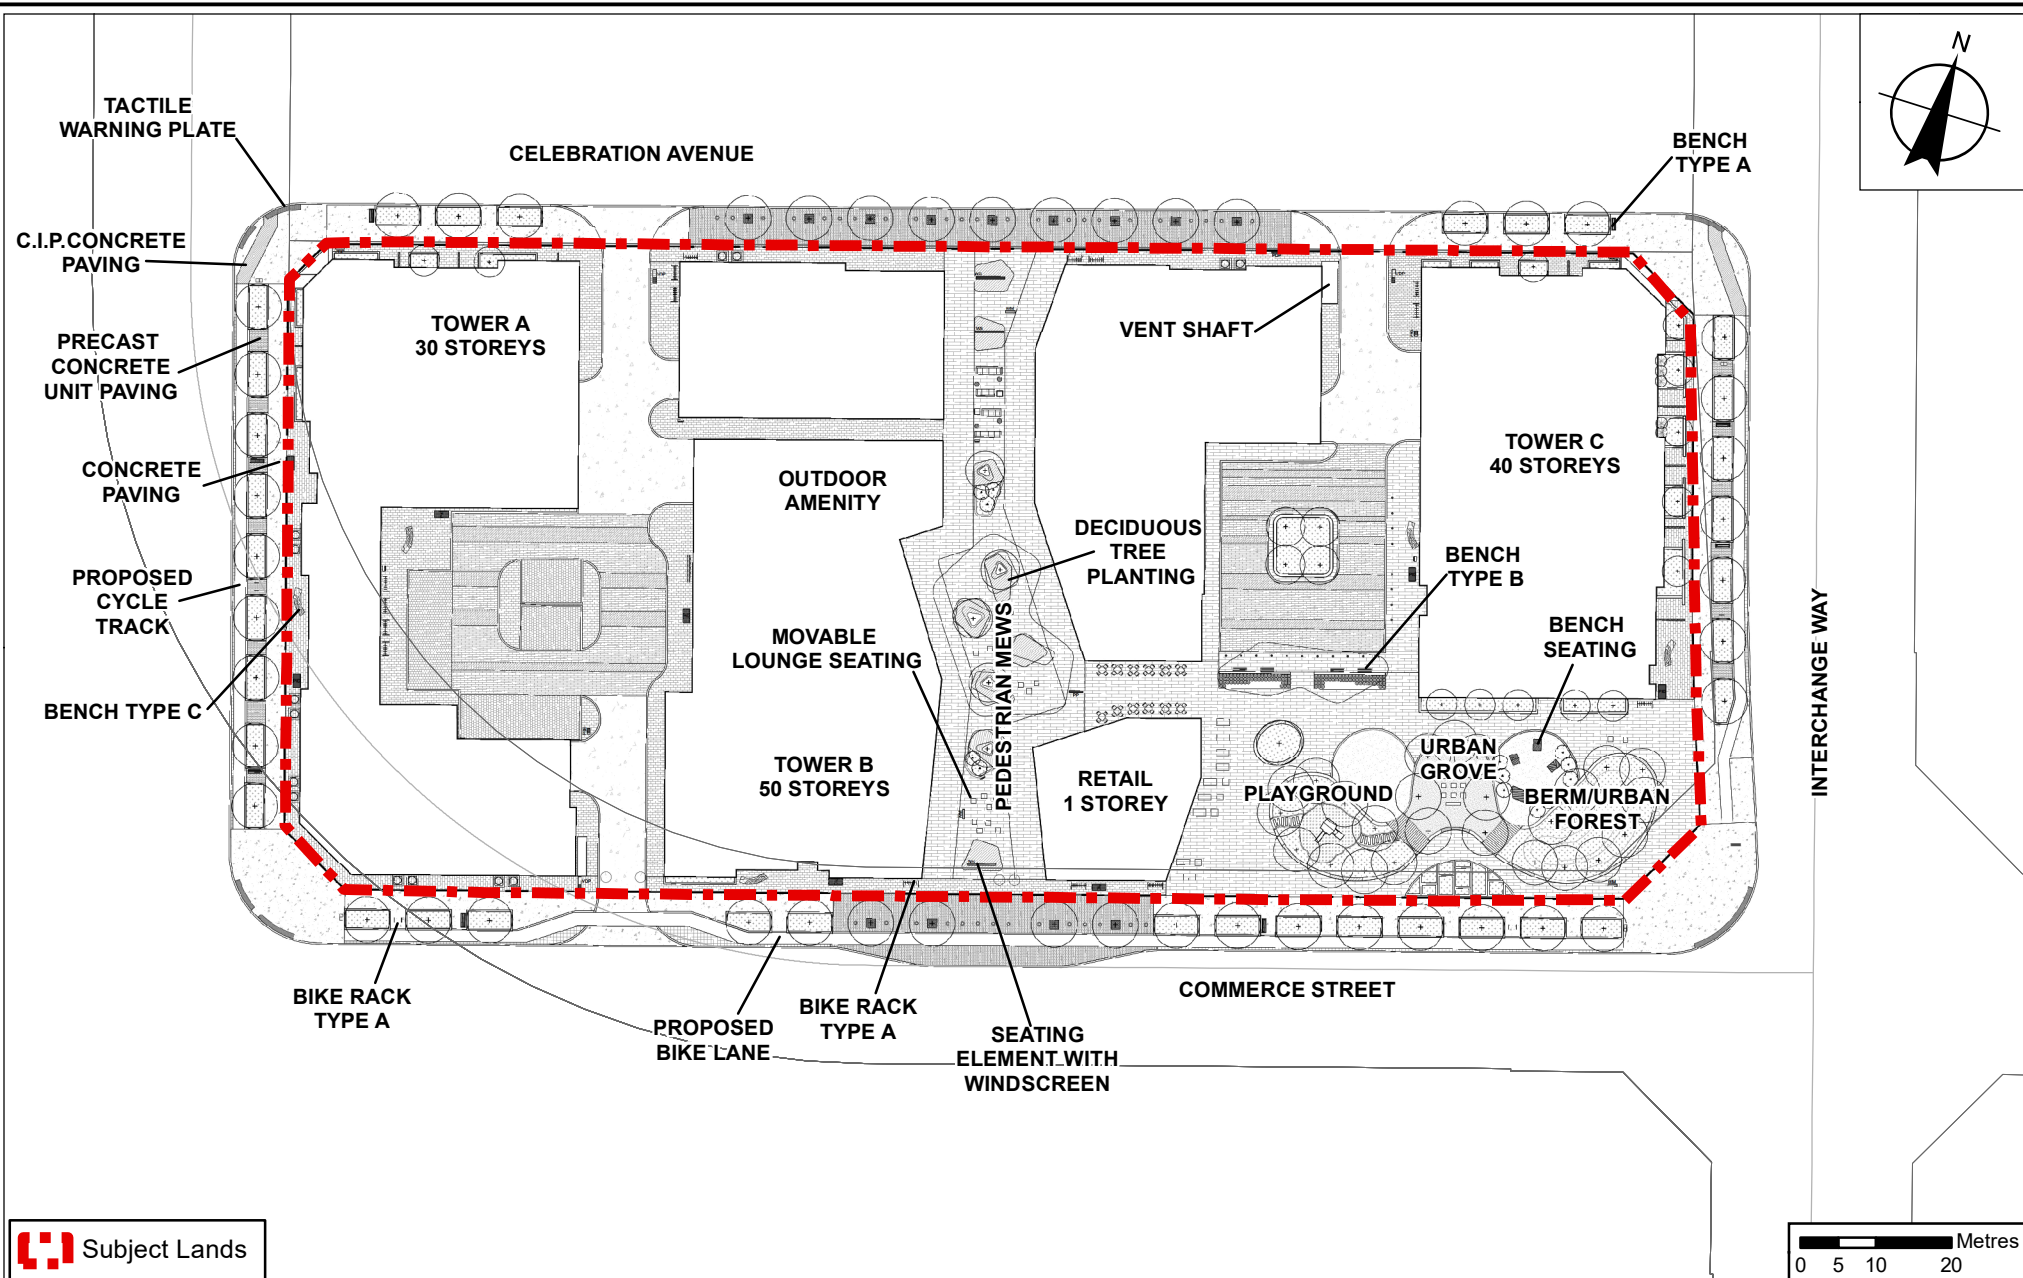 N
TACTILE
WARNING PLATE
CELEBRATION AVENUE
BENCH
TYPE A
C.I.P.CONCRETE
PAVING
TOWER A
30 STOREYS
VENT SHAFT
PRECAST
CONCRETE
UNIT PAVING
CONCRETE
PAVING
OUTDOOR
AMENITY
TOWER C
40 STOREYS
DECIDUOUS
TREE
PLANTING
BENCH
TYPE B
PROPOSED
CYCLE
TRACK
MOVABLE
LOUNGE SEATING
PEDESTRIAN MEWS
BENCH
SEATING
INTERCHANGE WAY
BENCH TYPE C
TOWER B
50 STOREYS
RETAIL
1 STOREY
URBAN
GROVE
PLAYGROUND
BERM/URBAN
FOREST
BIKE RACK
TYPE A
PROPOSED
BIKE LANE
BIKE RACK
TYPE A
SEATING
ELEMENT WITH
WINDSCREEN
COMMERCE STREET
Subject Lands
Metres
0 5 10 20